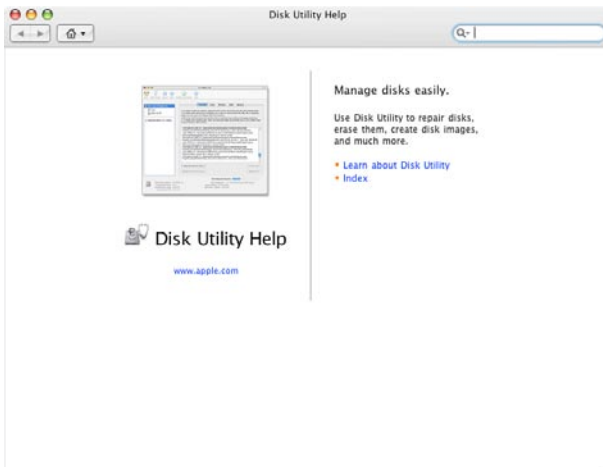 Disk Utility Help
Manage disks easily.
Use Disk Utility to repair disks,
erase them, create disk images,
and much more.
Learn about Disk Utility
Index
Disk Utility Help
www.apple.com